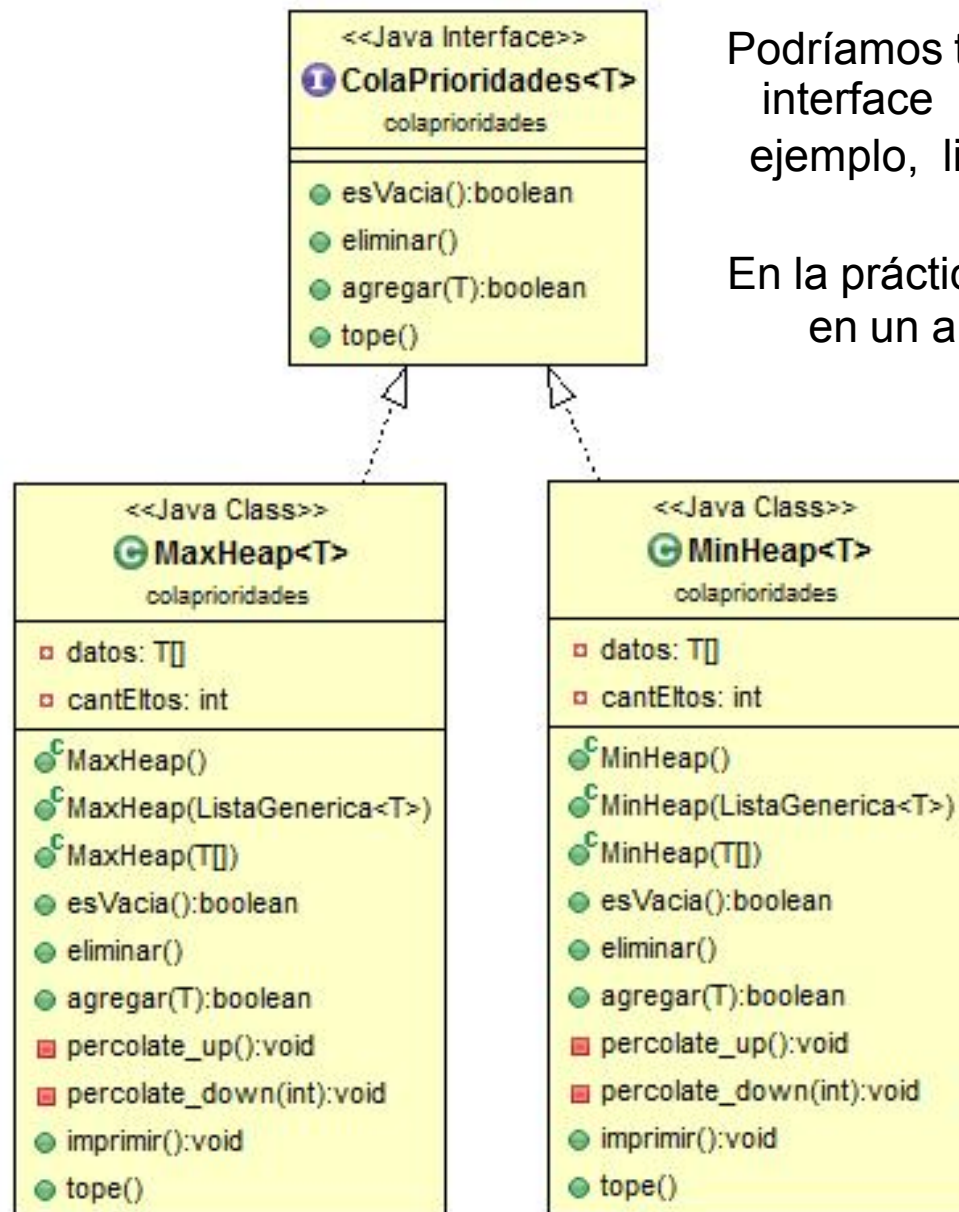 <<Java Interface>>
ColaPrioridades<T>
colaprioridades
esVacia():boolean
eliminar()
agregar(T):boolean
tope()
Podríamos
interface
ejemplo,
En la
en un
<<Java Class>>
MaxHeap<T>
colaprioridades
datos: T[]
cantEltos: int
MaxHeap()
MaxHeap(ListaGenerica<T>)
MaxHeap(T[])
esVacia():boolean
eliminar()
agregar(T):boolean
percolate_up():void
percolate_down(int):void
imprimir():void
tope()
<<Java Class>>
MinHeap<T>
colaprioridades
datos: T[]
cantEltos: int
MinHeap()
MinHeap(ListaGenerica<T>)
MinHeap(T[])
esVacia():boolean
eliminar()
agregar(T):boolean
percolate_up():void
percolate_down(int):void
imprimir():void
tope()